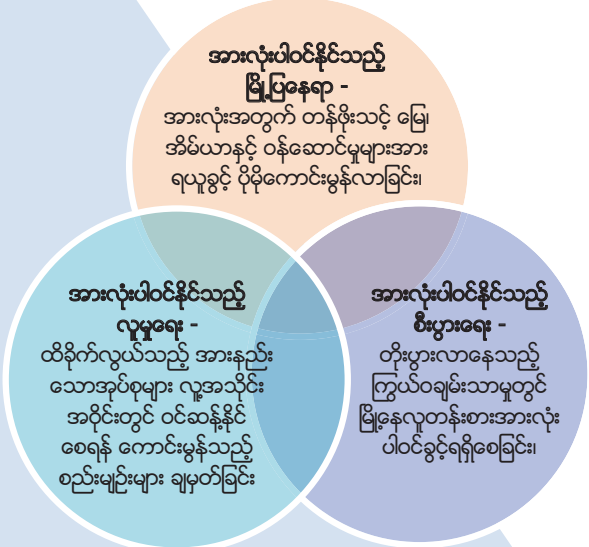 အားလုံးပါဝင်နိုင်သည့်
မြို့ပြနေရာ -
အားလုံးအတွက် တန်ဖိုးသင့် မြေ၊
အိမ်ယာနှင့် ဝန်ဆောင်မှုများအား
ရယူခွင့် ပိုမိုကောင်းမွန်လာခြင်း၊
အားလုံးပါဝင်နိုင်သည့်
လူမှုရေး -
ထိခိုက်လွယ်သည့် အားနည်း
သောအုပ်စုများ လူ့အသိုင်း
အဝိုင်းတွင် ဝင်ဆန့်နိုင်
စေရန် ကောင်းမွန်သည့်
စည်းမျဉ်းများ ချမှတ်ခြင်း
အားလုံးပါဝင်နိုင်သည့်
စီးပွားရေး -
တိုးပွားလာနေသည့်
ကြွယ်ဝချမ်းသာမှုတွင်
မြို့နေလူတန်းစားအားလုံး
ပါဝင်ခွင့်ရရှိစေခြင်း၊